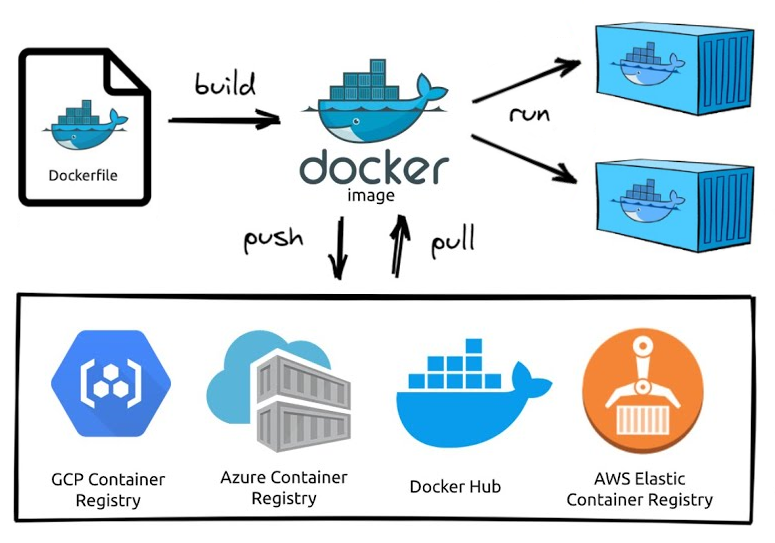 build
Dockerfile
docker
image
run
push
pull
GCP Container
Registry
Azure Container
Registry
Docker Hub
AWS Elastic
Container Registry